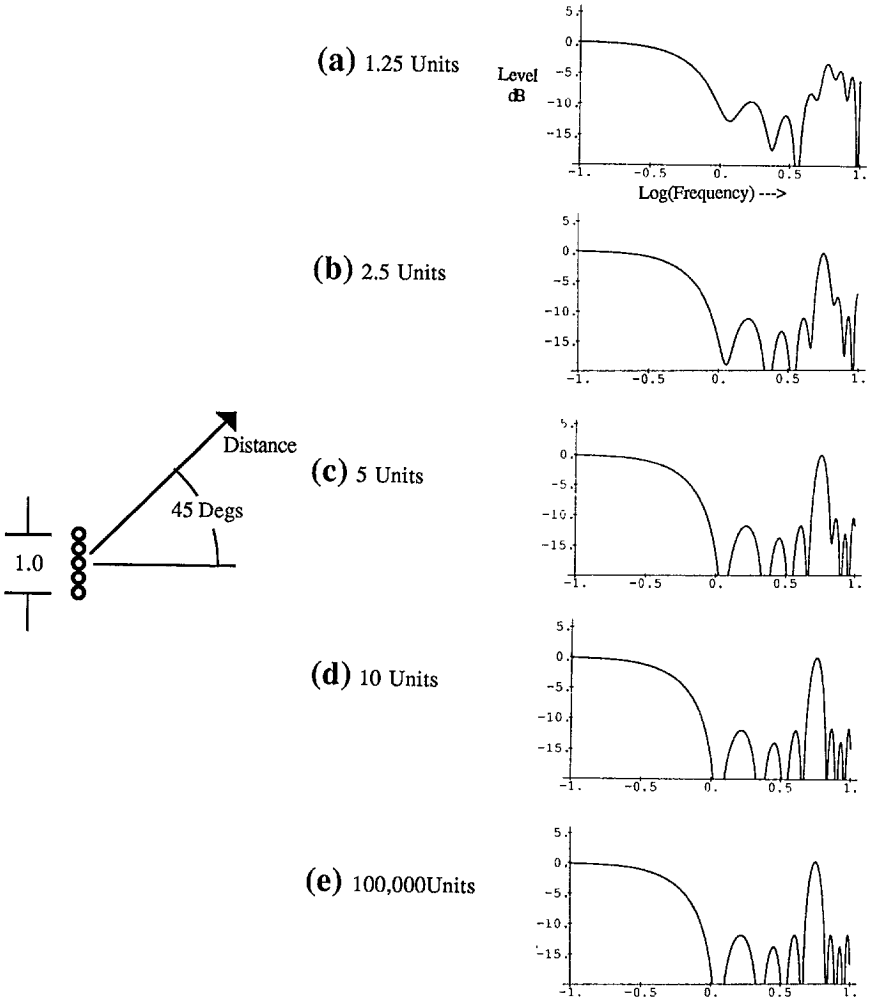 (a) 1.25 Units
Level
dB
5.
0.
-5.
-10.
-15.
-1. -0.5 0. 0.5 1.
Log(Frequency) --->
(b) 2.5 Units
5.
0.
-5.
-10.
-15.
-1. -0.5 0. 0.5 1.
Distance
45 Degs
1.0
(c) 5 Units
5.
0.
-5.
-10.
-15.
-1. -0.5 0. 0.5 1.
(d) 10 Units
5.
0.
-5.
-10.
-15.
-1. -0.5 0. 0.5 1.
(e) 100,000Units
5.
0.
-5.
-10.
-15.
-1. -0.5 0. 0.5 1.